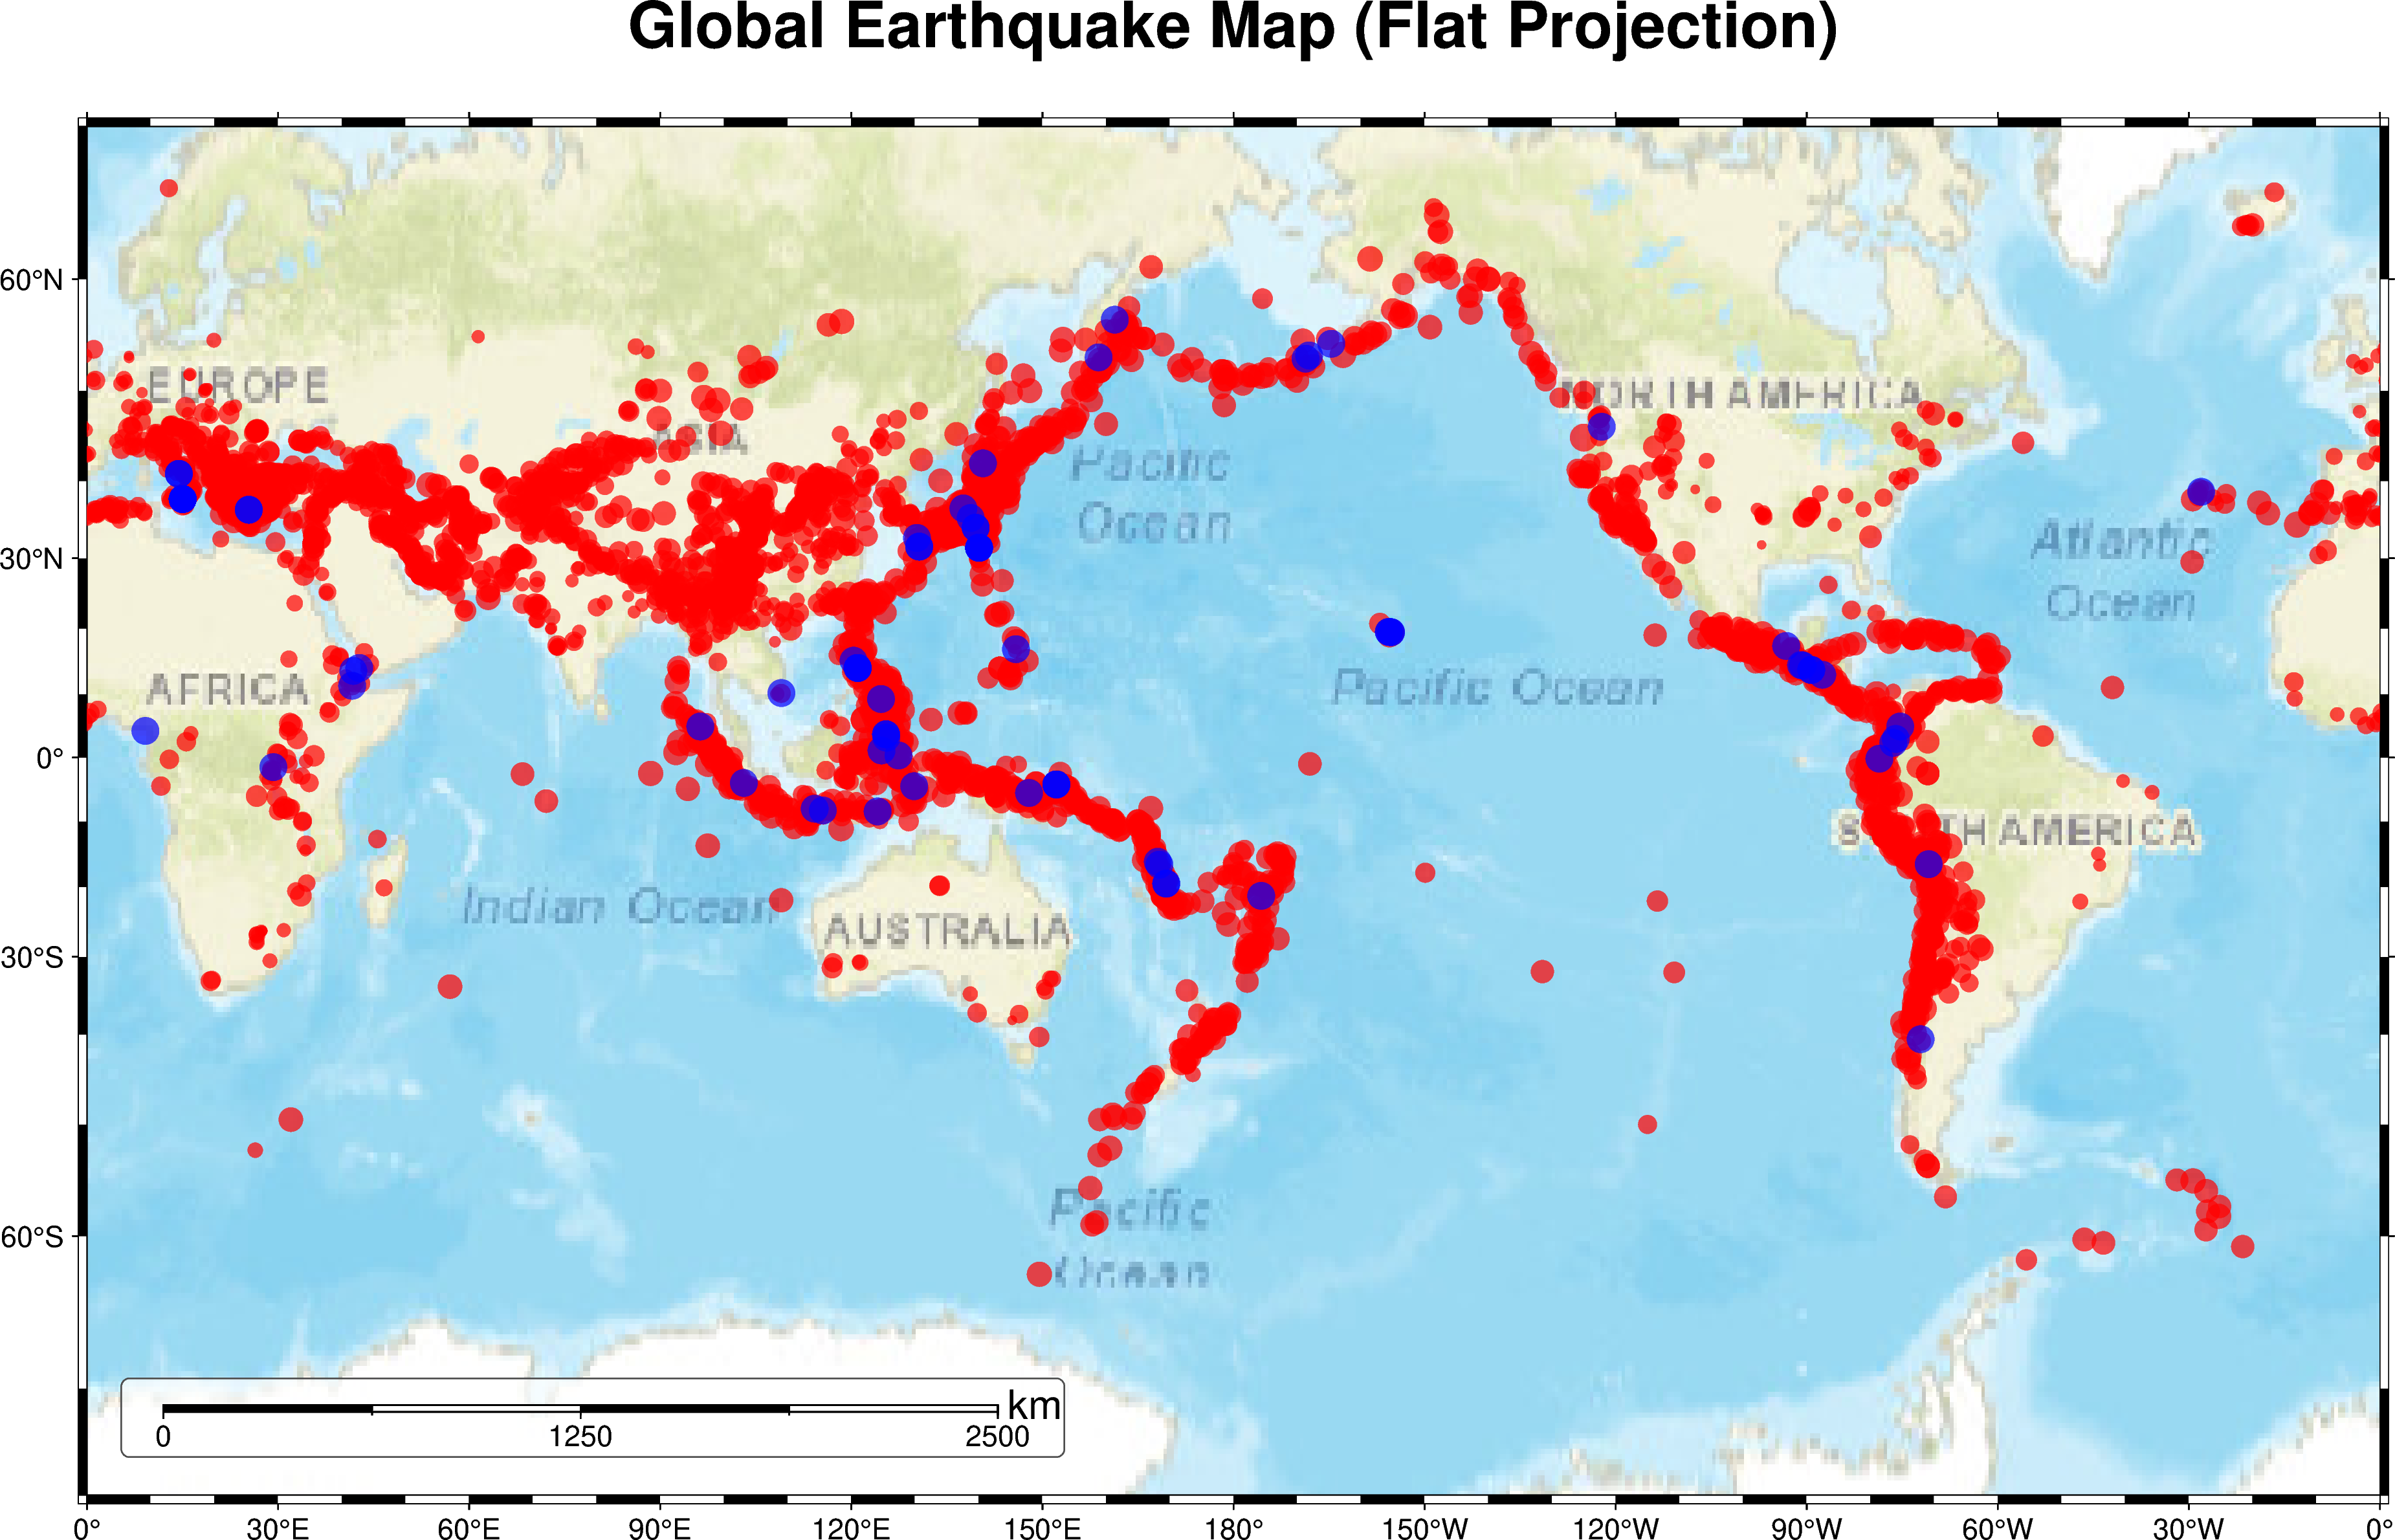 Global Earthquake Map (Flat Projection)
60°N
EUROPE
ASIA
NORTH AMERICA
Pacific
Ocean
30°N
Atlantic
Ocean
AFRICA
Pacific Ocean
0°
SOUTH AMERICA
Indian Ocean
AUSTRALIA
30°S
Pacific
Ocean
60°S
km
0 1250 2500
0° 30°E 60°E 90°E 120°E 150°E 180° 150°W 120°W 90°W 60°W 30°W 0°